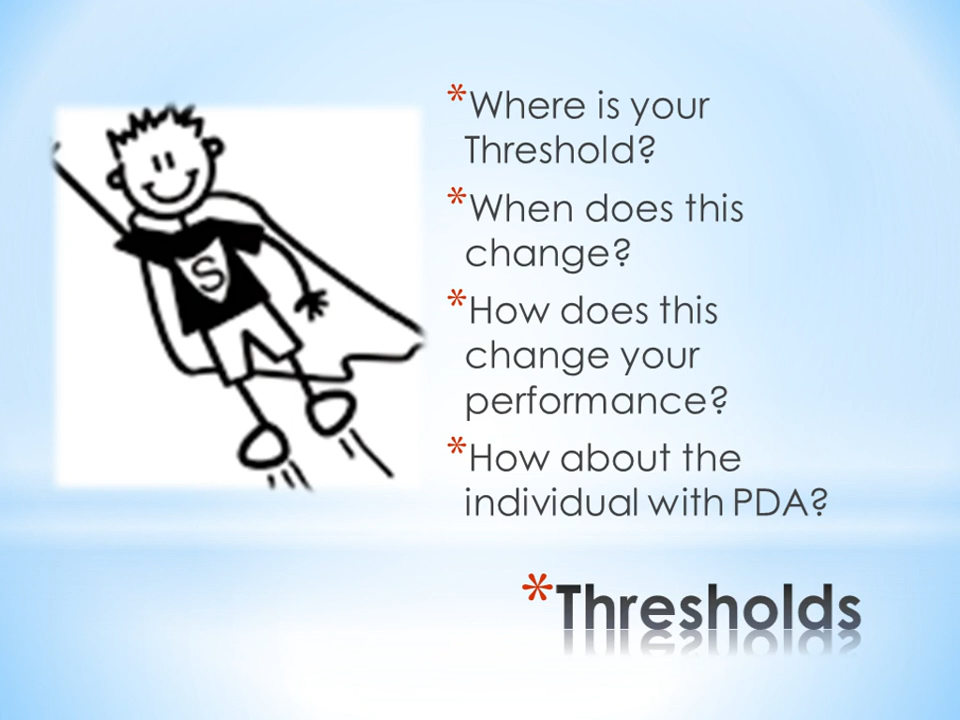 *Where is your
Threshold?
*When does this
change?
*How does this
change your
performance?
*How about the
individual with PDA?
*Thresholds
S